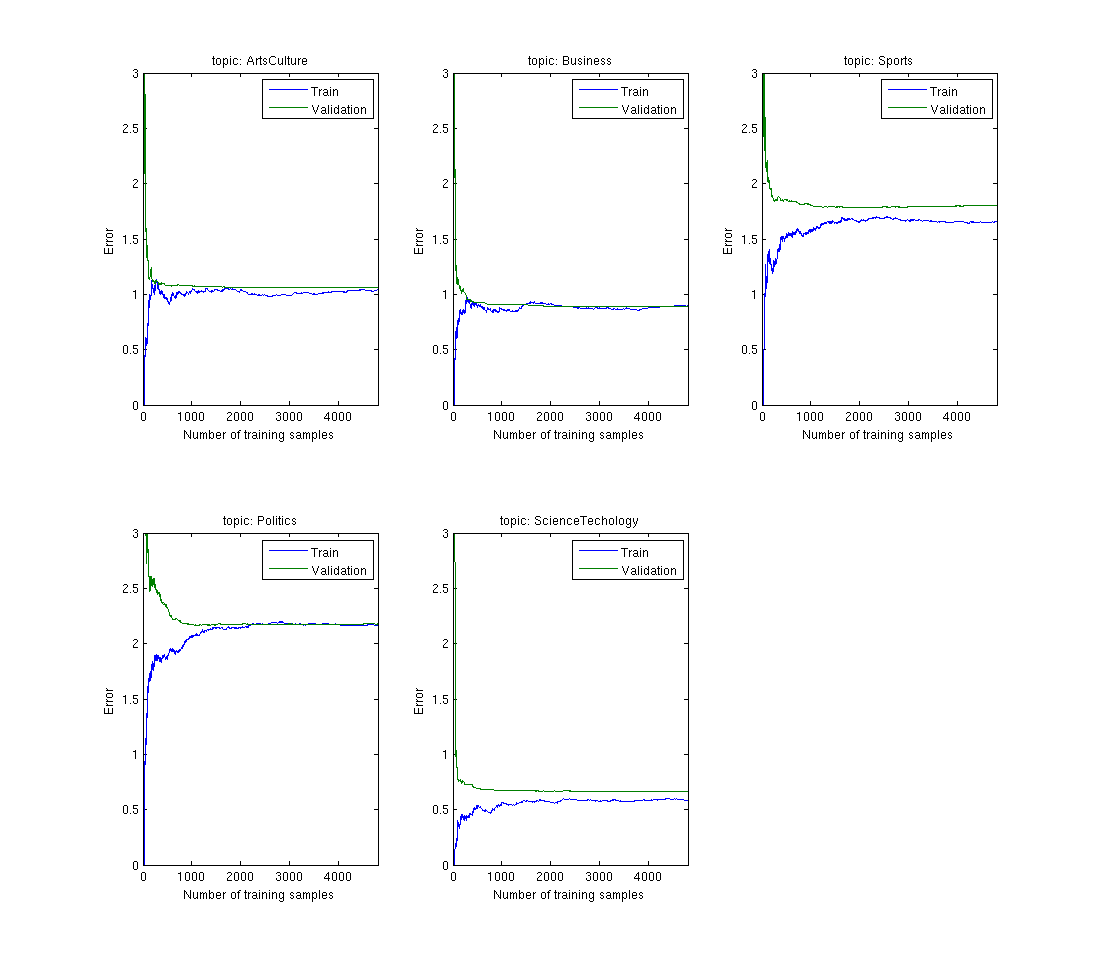 topic: ArtsCulture
3
2.5
2
1.5
1
0.5
0
Error
0 1000 2000 3000 4000
Number of training samples
Train
Validation
topic: Business
3
2.5
2
1.5
1
0.5
0
Error
0 1000 2000 3000 4000
Number of training samples
Train
Validation
topic: Sports
3
2.5
2
1.5
1
0.5
0
Error
0 1000 2000 3000 4000
Number of training samples
Train
Validation
topic: Politics
3
2.5
2
1.5
1
0.5
0
Error
0 1000 2000 3000 4000
Number of training samples
Train
Validation
topic: ScienceTechology
3
2.5
2
1.5
1
0.5
0
Error
0 1000 2000 3000 4000
Number of training samples
Train
Validation